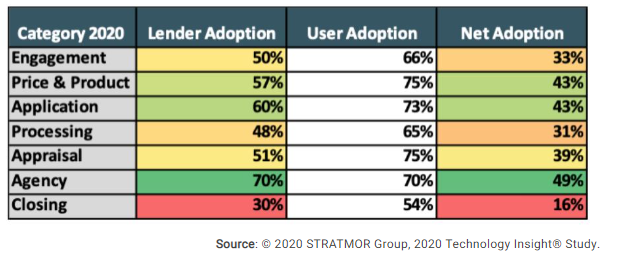 Category 2020 Lender Adoption User Adoption Net Adoption
Engagement 50% 66% 33%
Price & Product 57% 75% 43%
Application 60% 73% 43%
Processing 48% 65% 31%
Appraisal 51% 75% 39%
Agency 70% 70% 49%
Closing 30% 54% 16%
Source: © 2020 STRATMOR Group, 2020 Technology Insight® Study.